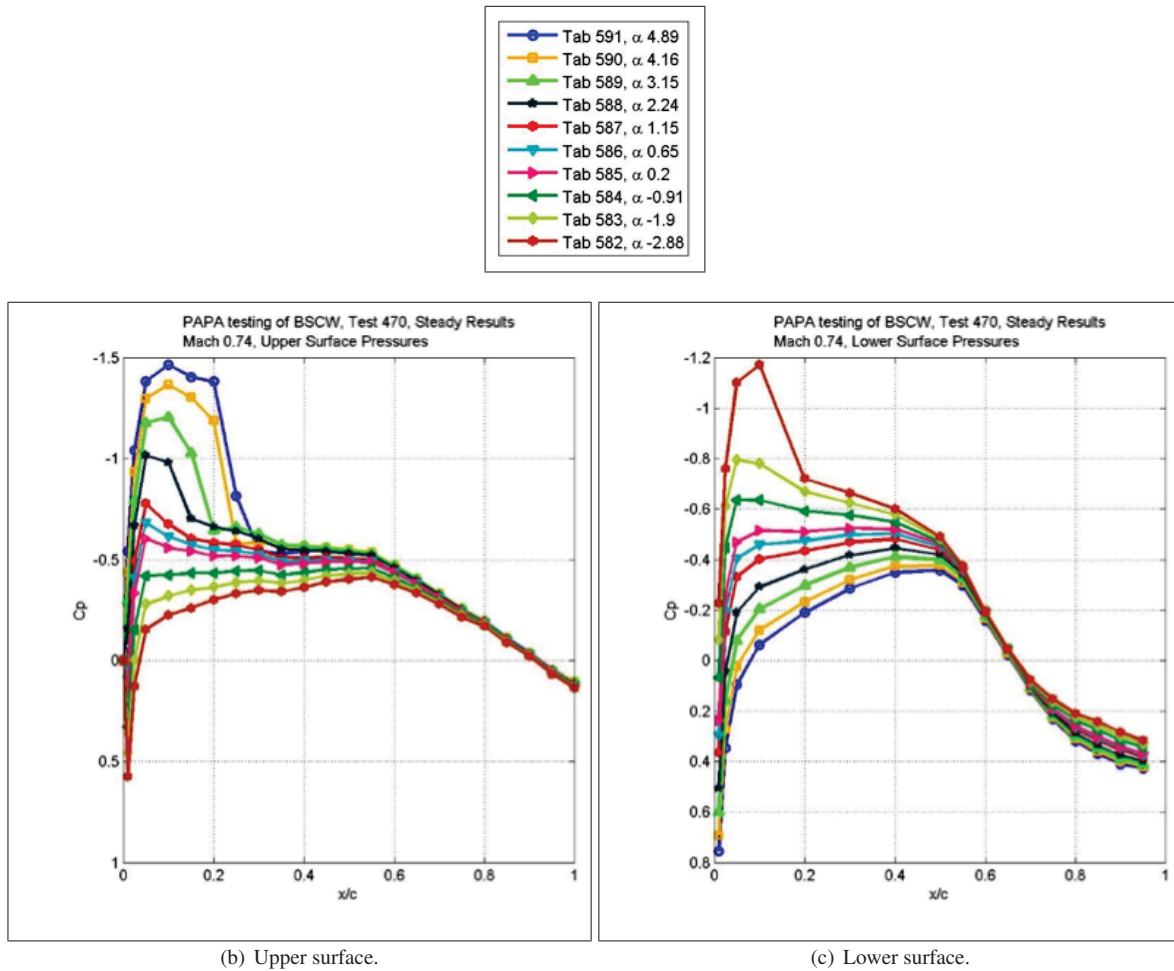 Tab 591, α 4.89
Tab 590, α 4.16
Tab 589, α 3.15
Tab 588, α 2.24
Tab 587, α 1.15
Tab 586, α 0.65
Tab 585, α 0.2
Tab 584, α -0.91
Tab 583, α -1.9
Tab 582, α -2.88
PAPA testing of BSCW, Test 470, Steady Results
Mach 0.74, Upper Surface Pressures
-1.5
-1
-0.5
0
0.5
1
Cp
0
0.2
0.4
0.6
0.8
1
x/c
(b) Upper surface.
PAPA testing of BSCW, Test 470, Steady Results
Mach 0.74, Lower Surface Pressures
-1.2
-1
-0.8
-0.6
-0.4
-0.2
0
0.2
0.4
0.6
0.8
Cp
0
0.2
0.4
0.6
0.8
1
x/c
(c) Lower surface.